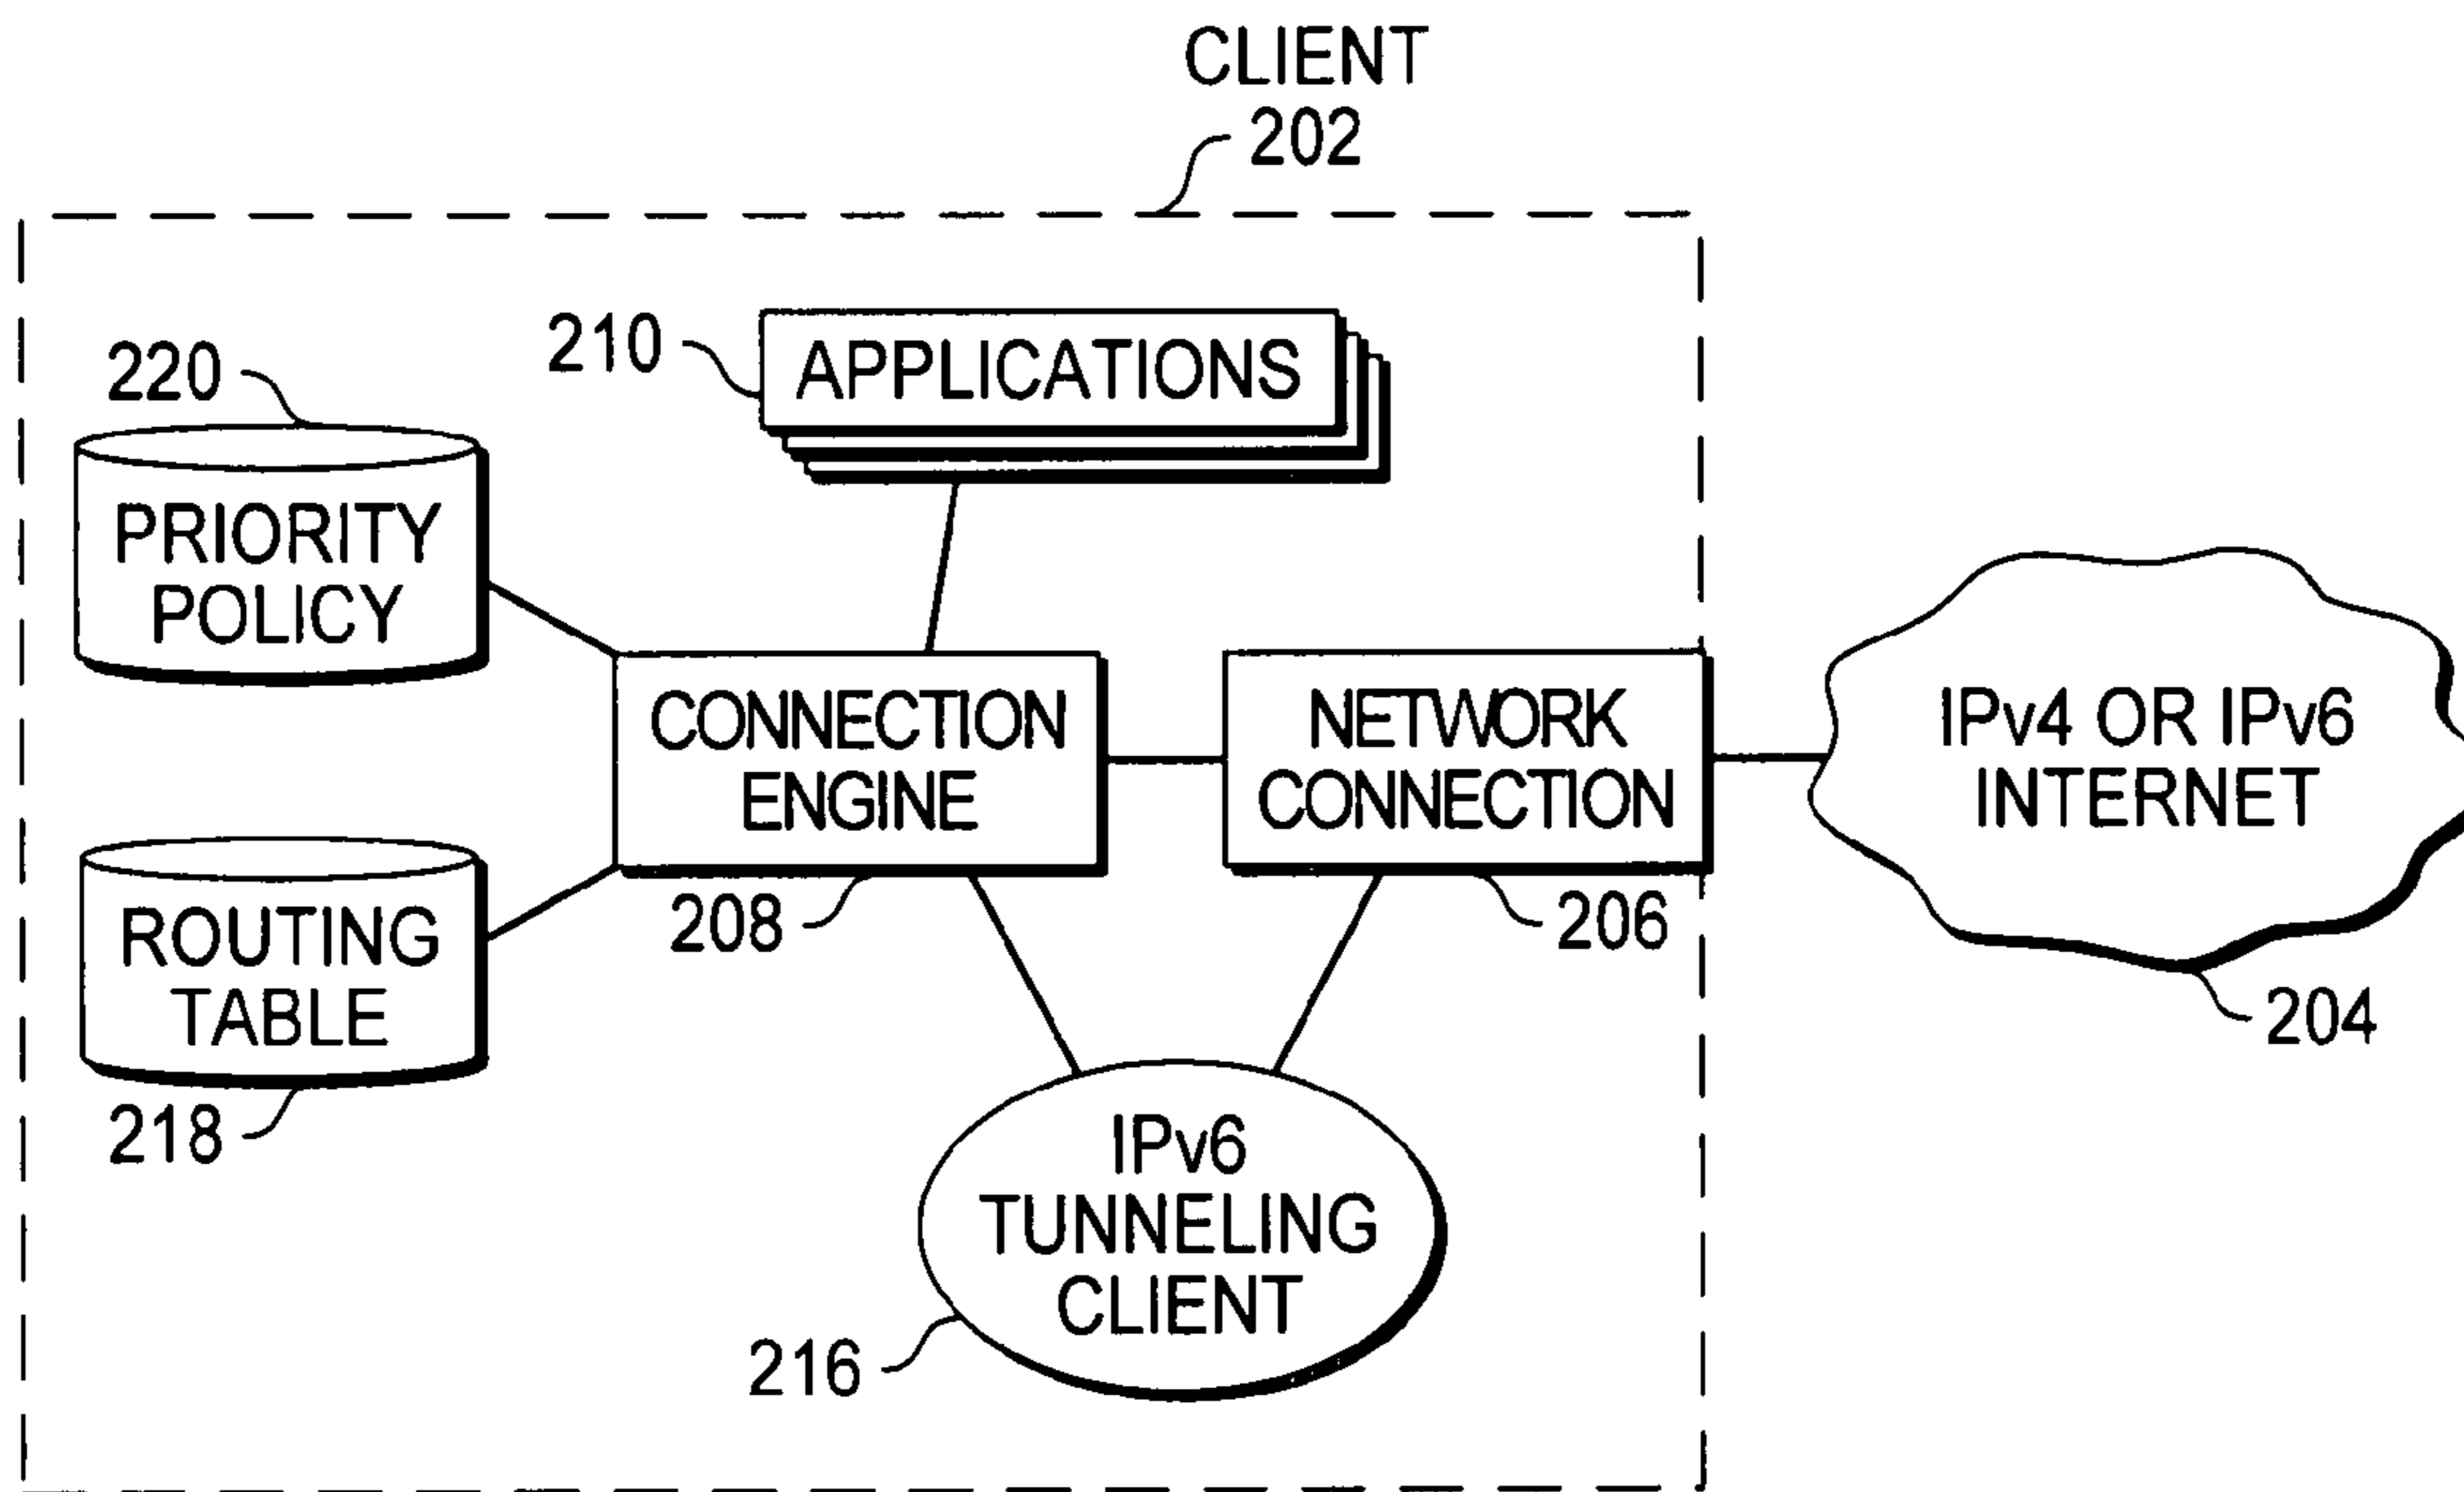 CLIENT
202
210
APPLICATIONS
220
PRIORITY
POLICY
CONNECTION
ENGINE
208
NETWORK
CONNECTION
206
IPv4 OR IPv6
INTERNET
204
ROUTING
TABLE
218
IPv6
TUNNELING
CLIENT
216